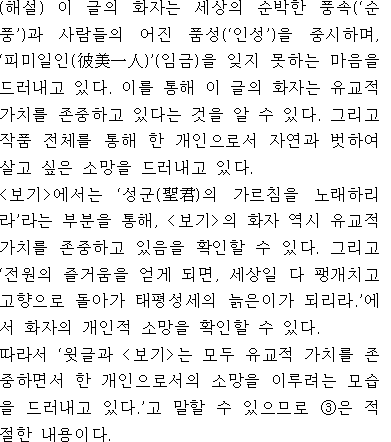 (해설) 이 글의 화자는 세상의 순박한 풍속(‘순
풍’)과 사람들의 어진 품성(‘인성’)을 중시하며,
‘피미일인(彼美一人)’(임금)을 잊지 못하는 마음을
드러내고 있다. 이를 통해 이 글의 화자는 유교적
가치를 존중하고 있다는 것을 알 수 있다. 그리고
작품 전체를 통해 한 개인으로서 자연과 벗하여
살고 싶은 소망을 드러내고 있다.
<보기>에서는 ‘성군(聖君)의 가르침을 노래하리
라’라는 부분을 통해, <보기>의 화자 역시 유교적
가치를 존중하고 있음을 확인할 수 있다. 그리고
‘전원의 즐거움을 얻게 되면, 세상일 다 팽개치고
고향으로 돌아가 태평성세의 늙은이가 되리라.’에
서 화자의 개인적 소망을 확인할 수 있다.
따라서 ‘윗글과 <보기>는 모두 유교적 가치를 존
중하면서 한 개인으로서의 소망을 이루려는 모습
을 드러내고 있다.’고 말할 수 있으므로 ③은 적
절한 내용이다.